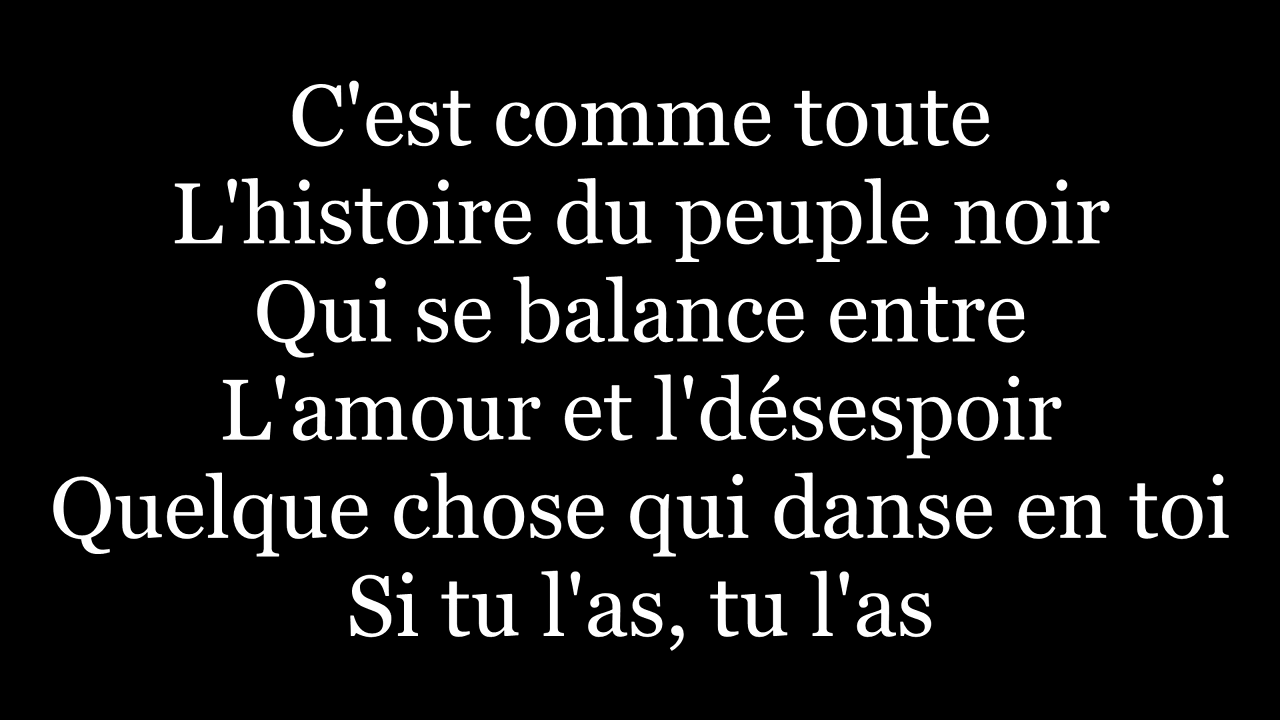 C'est comme toute
L'histoire du peuple noir
Qui se balance entre
L'amour et l'désespoir
Quelque chose qui danse en toi
Si tu l'as, tu l'as